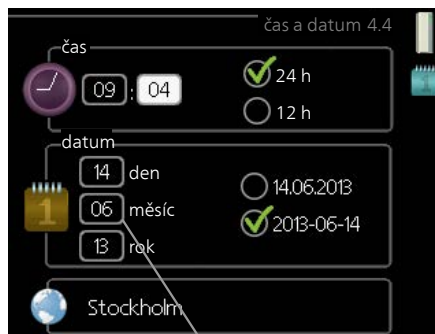 čas a datum 4.4
čas
09 : 04
24 h
12 h
datum
14 den
06 měsíc
13 rok
14.06.2013
2013-06-14
1
Stockholm